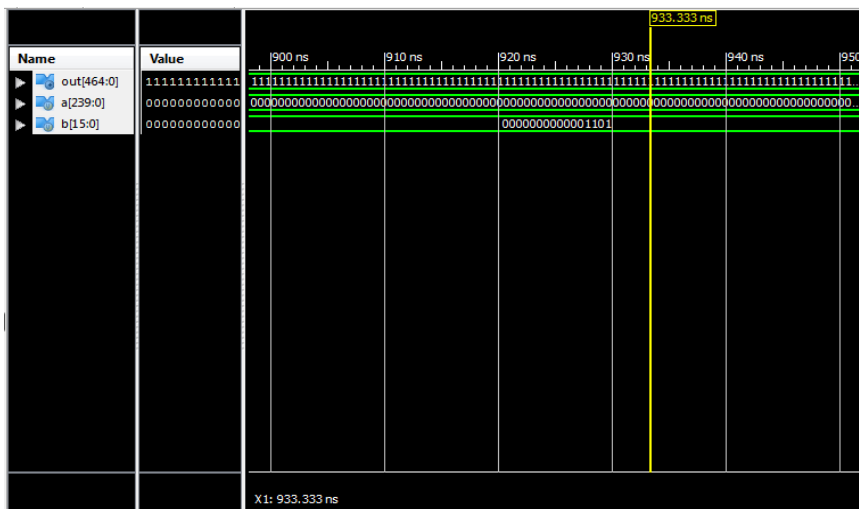 933.333 ns
Name
Value
900 ns
910 ns
920 ns
930 ns
940 ns
950
out[464:0]
111111111111
a[239:0]
000000000000
b[15:0]
000000000000
0000000000001101
X1: 933.333 ns